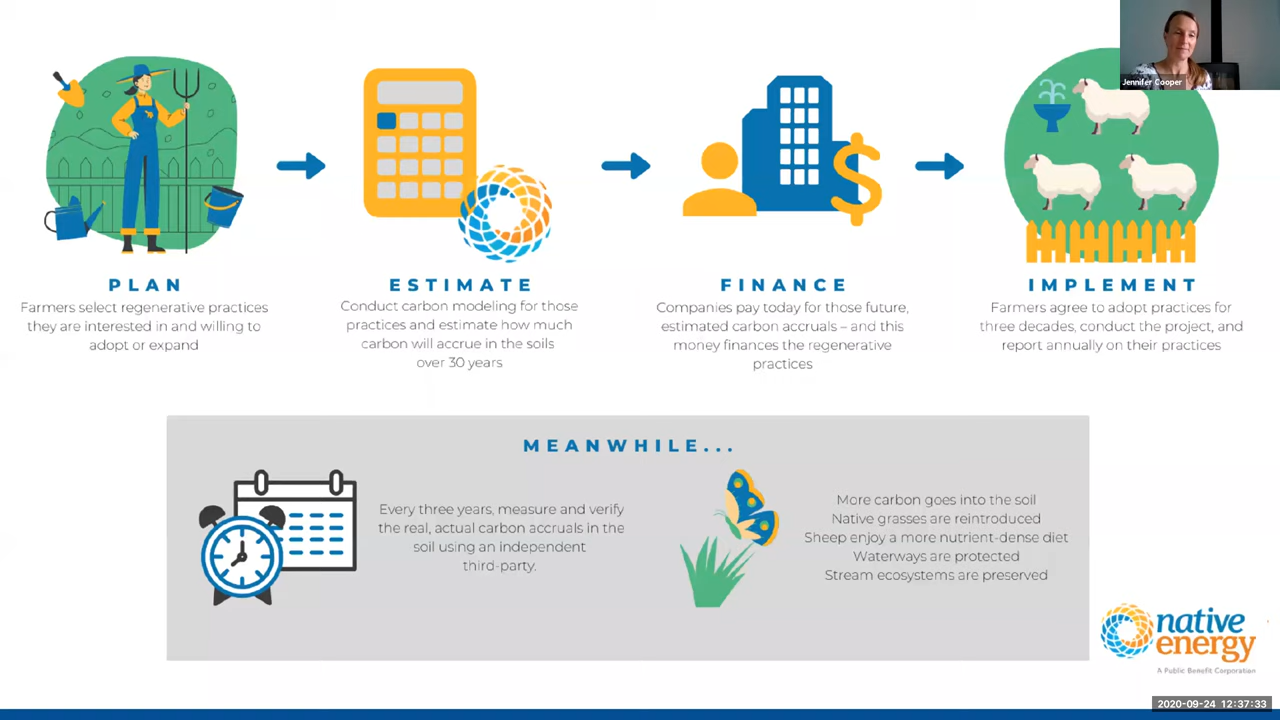 Jennifer Cooper
PLAN
Farmers select regenerative practices
they are interested in and willing to
adopt or expand
ESTIMATE
Conduct carbon modeling for those
practices and estimate how much
carbon will accrue in the soils
over 30 years
FINANCE
Companies pay today for those future,
estimated carbon accruals – and this
money finances the regenerative
practices
IMPLEMENT
Farmers agree to adopt practices for
three decades, conduct the project, and
report annually on their practices
MEANWHILE...
Every three years, measure and verify
the real, actual carbon accruals in the
soil using an independent
third-party.
More carbon goes into the soil
Native grasses are reintroduced
Sheep enjoy a more nutrient-dense diet
Waterways are protected
Stream ecosystems are preserved
native
energy
A Public Benefit Corporation
2020-09-24 12:37:33